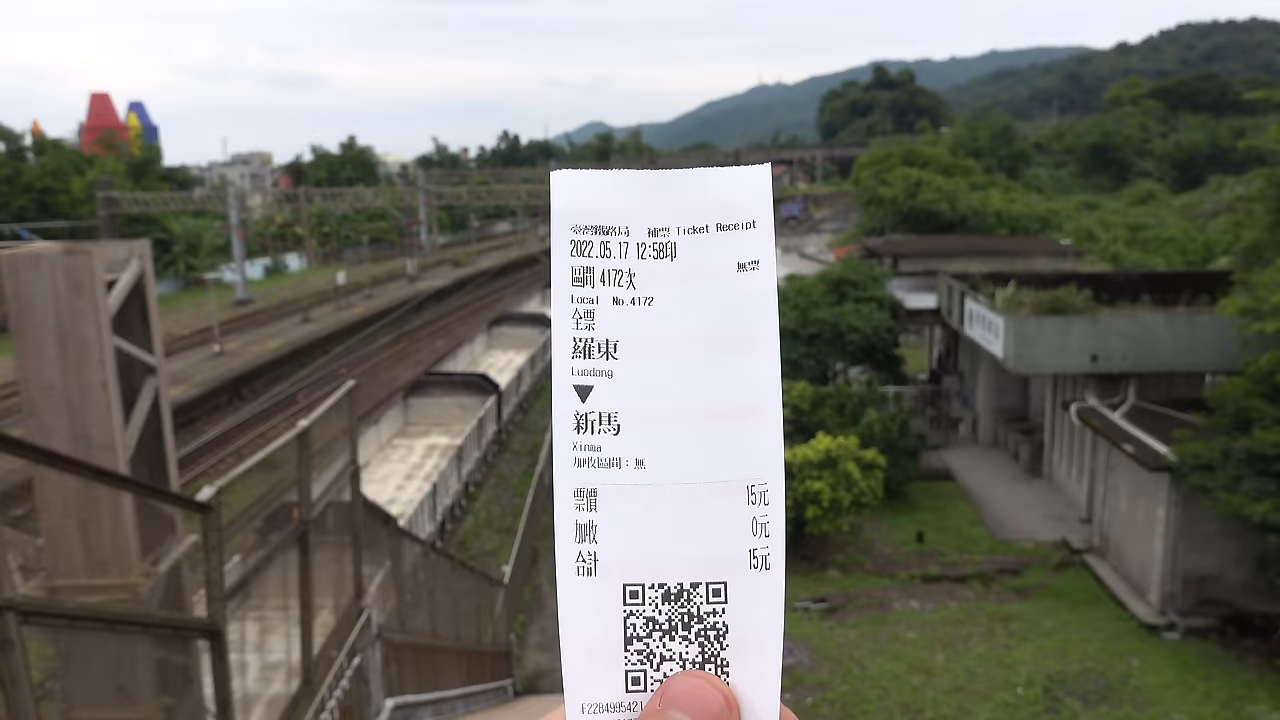 臺灣鐵路局 補票 Ticket Receipt
2022.05.17 12:58印
無票
區間 4172次
Local No.4172
全票
羅東
Luodong
▼
新馬
Xinma
加收區間：無
票價 15元
加收 0元
合計 15元
F228499542